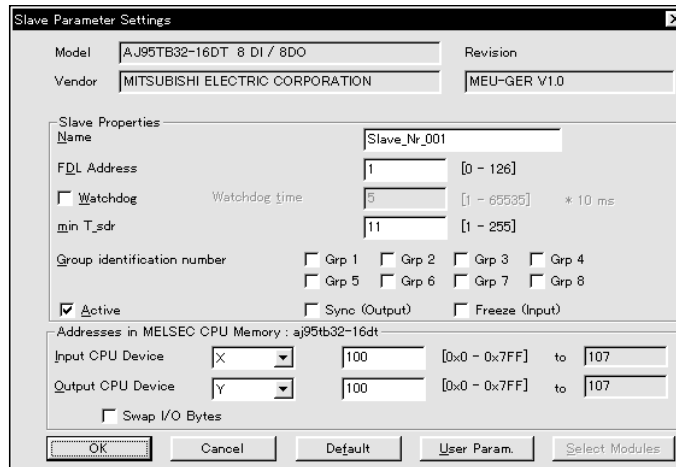 Slave Parameter Settings
Model AJ95TB32-16DT 8 DI / 8DO Revision
Vendor MITSUBISHI ELECTRIC CORPORATION MEU-GER V1.0
Slave Properties
Name Slave_Nr_001
FDL Address 1 [0 - 126]
Watchdog Watchdog time 5 [1 - 65535] * 10 ms
min T_sdr 11 [1 - 255]
Group identification number Grp 1 Grp 2 Grp 3 Grp 4
Grp 5 Grp 6 Grp 7 Grp 8
Active Sync (Output) Freeze (Input)
Addresses in MELSEC CPU Memory : aj95tb32-16dt
Input CPU Device X 100 [0x0 - 0x7FF] to 107
Output CPU Device Y 100 [0x0 - 0x7FF] to 107
Swap I/O Bytes
OK Cancel Default User Param. Select Modules